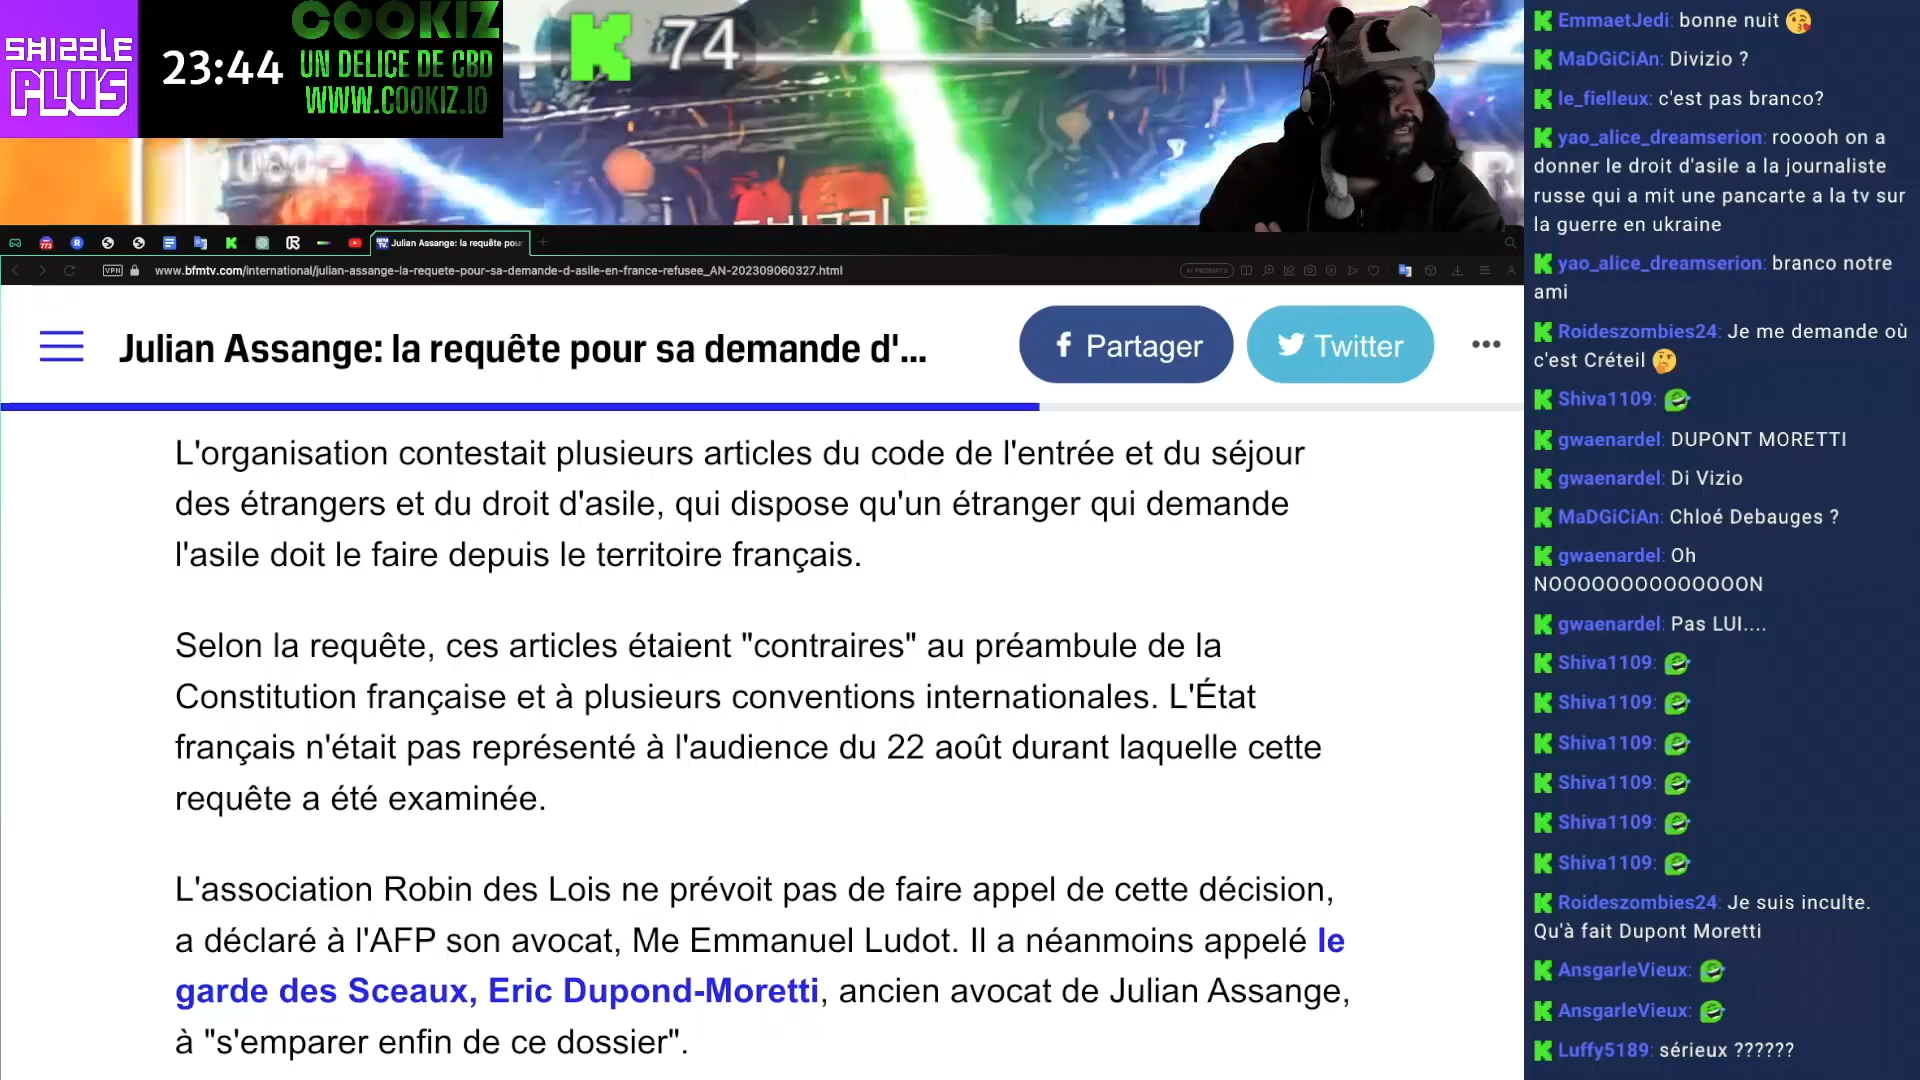 SHIZZLE
PLUS
23:44
COOKIZ
UN DELICE DE CBD
WWW.COOKIZ.IO
74
Julian Assange: la requête pour
VPN
www.bfmtv.com/international/julian-assange-la-requete-pour-sa-demande-d-asile-en-france-refusee_AN-202309060327.html
AI PROMPTS
Julian Assange: la requête pour sa demande d'...
Partager
Twitter
L'organisation contestait plusieurs articles du code de l'entrée et du séjour
des étrangers et du droit d'asile, qui dispose qu'un étranger qui demande
l'asile doit le faire depuis le territoire français.
Selon la requête, ces articles étaient "contraires" au préambule de la
Constitution française et à plusieurs conventions internationales. L'État
français n'était pas représenté à l'audience du 22 août durant laquelle cette
requête a été examinée.
L'association Robin des Lois ne prévoit pas de faire appel de cette décision,
a déclaré à l'AFP son avocat, Me Emmanuel Ludot. Il a néanmoins appelé le
garde des Sceaux, Eric Dupond-Moretti, ancien avocat de Julian Assange,
à "s'emparer enfin de ce dossier".
EmmaetJedi: bonne nuit 😘
MaDGiCiAn: Divizio ?
le_fielleux: c'est pas branco?
yao_alice_dreamserion: rooooh on a
donner le droit d'asile a la journaliste
russe qui a mit une pancarte a la tv sur
la guerre en ukraine
yao_alice_dreamserion: branco notre
ami
Roideszombies24: Je me demande où
c'est Créteil 🤔
Shiva1109:
gwaenardel: DUPONT MORETTI
gwaenardel: Di Vizio
MaDGiCiAn: Chloé Debauges ?
gwaenardel: Oh
NOOOOOOOOOOOOOON
gwaenardel: Pas LUI....
Shiva1109:
Shiva1109:
Shiva1109:
Shiva1109:
Shiva1109:
Shiva1109:
Roideszombies24: Je suis inculte.
Qu'à fait Dupont Moretti
AnsgarleVieux:
AnsgarleVieux:
Luffy5189: sérieux ??????